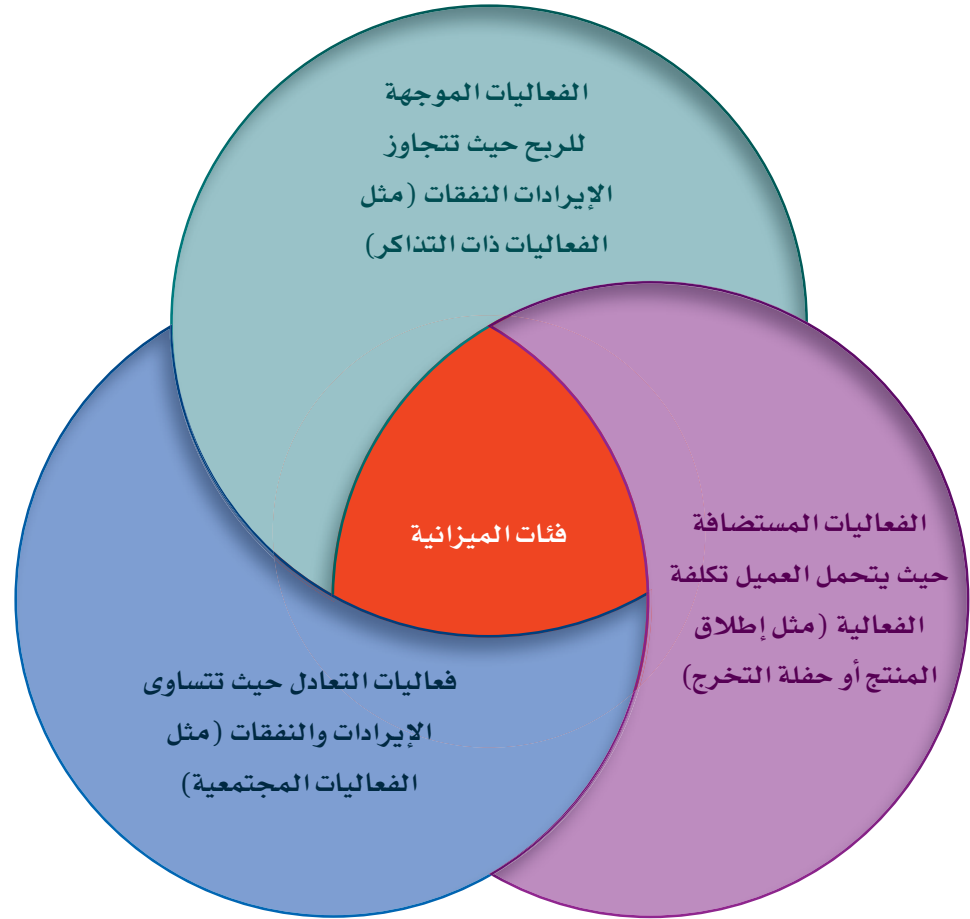 الفعاليات الموجهة
للربح حيث تتجاوز
الإيرادات النفقات (مثل
الفعاليات ذات التذاكر)
فئات الميزانية
الفعاليات المستضافة
حيث يتحمل العميل تكلفة
الفعالية (مثل إطلاق
المنتج أو حفلة التخرج)
فعاليات التعادل حيث تتساوى
الإيرادات والنفقات (مثل
الفعاليات المجتمعية)